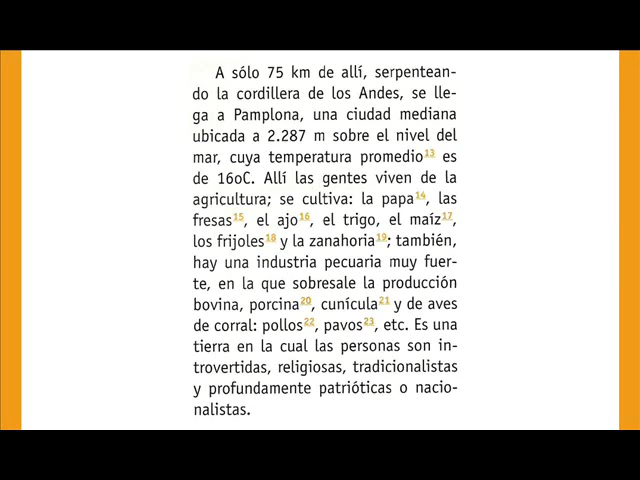 A sólo 75 km de allí, serpentean-
do la cordillera de los Andes, se lle-
ga a Pamplona, una ciudad mediana
ubicada a 2.287 m sobre el nivel del
mar, cuya temperatura promedio13 es
de 16oC. Allí las gentes viven de la
agricultura; se cultiva: la papa14, las
fresas15, el ajo16, el trigo, el maíz17,
los frijoles18 y la zanahoria19; también,
hay una industria pecuaria muy fuer-
te, en la que sobresale la producción
bovina, porcina20, cunícula21 y de aves
de corral: pollos22, pavos23, etc. Es una
tierra en la cual las personas son in-
trovertidas, religiosas, tradicionalistas
y profundamente patrióticas o nacio-
nalistas.